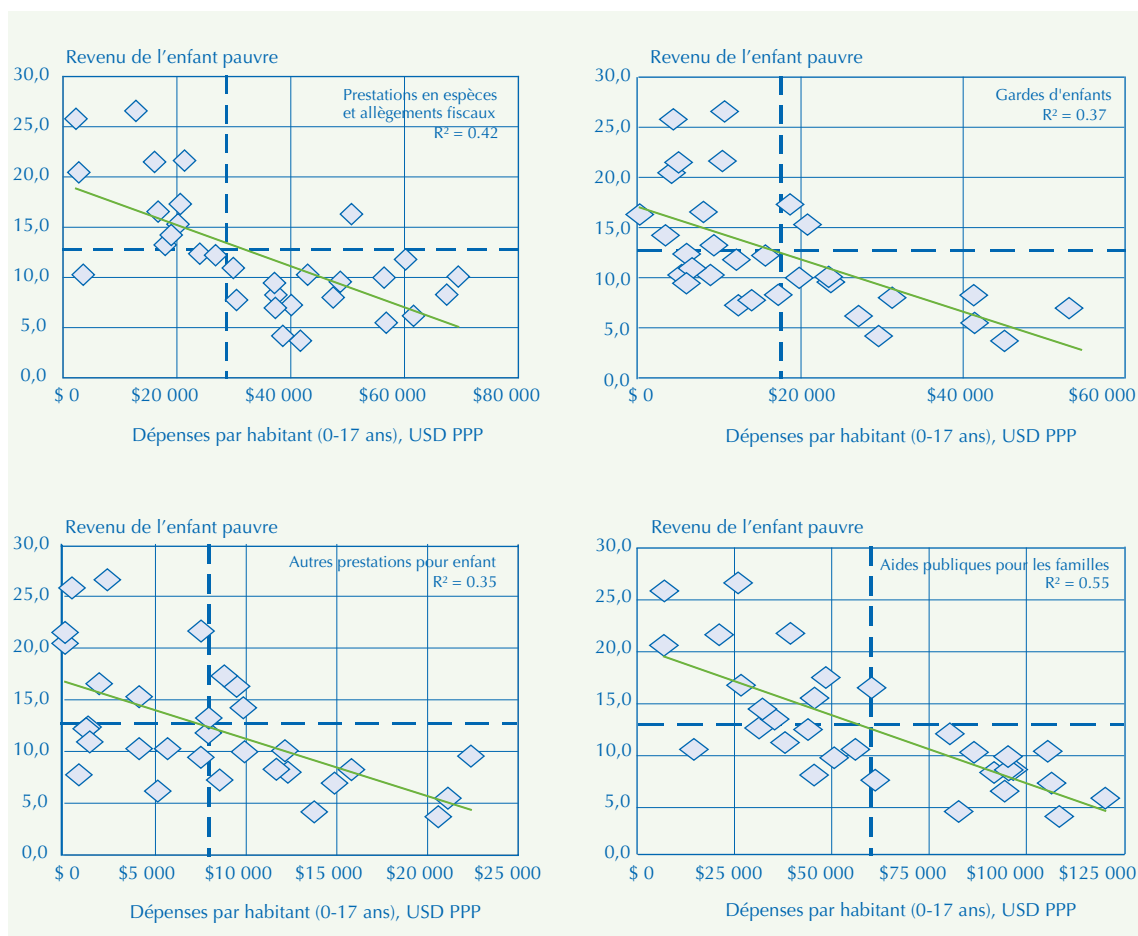 Revenu de l'enfant pauvre
30,0
25,0
20,0
15,0
10,0
5,0
0,0
Prestations en espèces
et allègements fiscaux
R² = 0.42
$ 0
$20 000
$40 000
$60 000
$80 000
Dépenses par habitant (0-17 ans), USD PPP
Revenu de l'enfant pauvre
30,0
25,0
20,0
15,0
10,0
5,0
0,0
Gardes d'enfants
R² = 0.37
$ 0
$20 000
$40 000
$60 000
Dépenses par habitant (0-17 ans), USD PPP
Revenu de l'enfant pauvre
30,0
25,0
20,0
15,0
10,0
5,0
0,0
Autres prestations pour enfant
R² = 0.35
$ 0
$5 000
$10 000
$15 000
$20 000
$25 000
Dépenses par habitant (0-17 ans), USD PPP
Revenu de l'enfant pauvre
30,0
25,0
20,0
15,0
10,0
5,0
0,0
Aides publiques pour les familles
R² = 0.55
$ 0
$25 000
$50 000
$75 000
$100 000
$125 000
Dépenses par habitant (0-17 ans), USD PPP